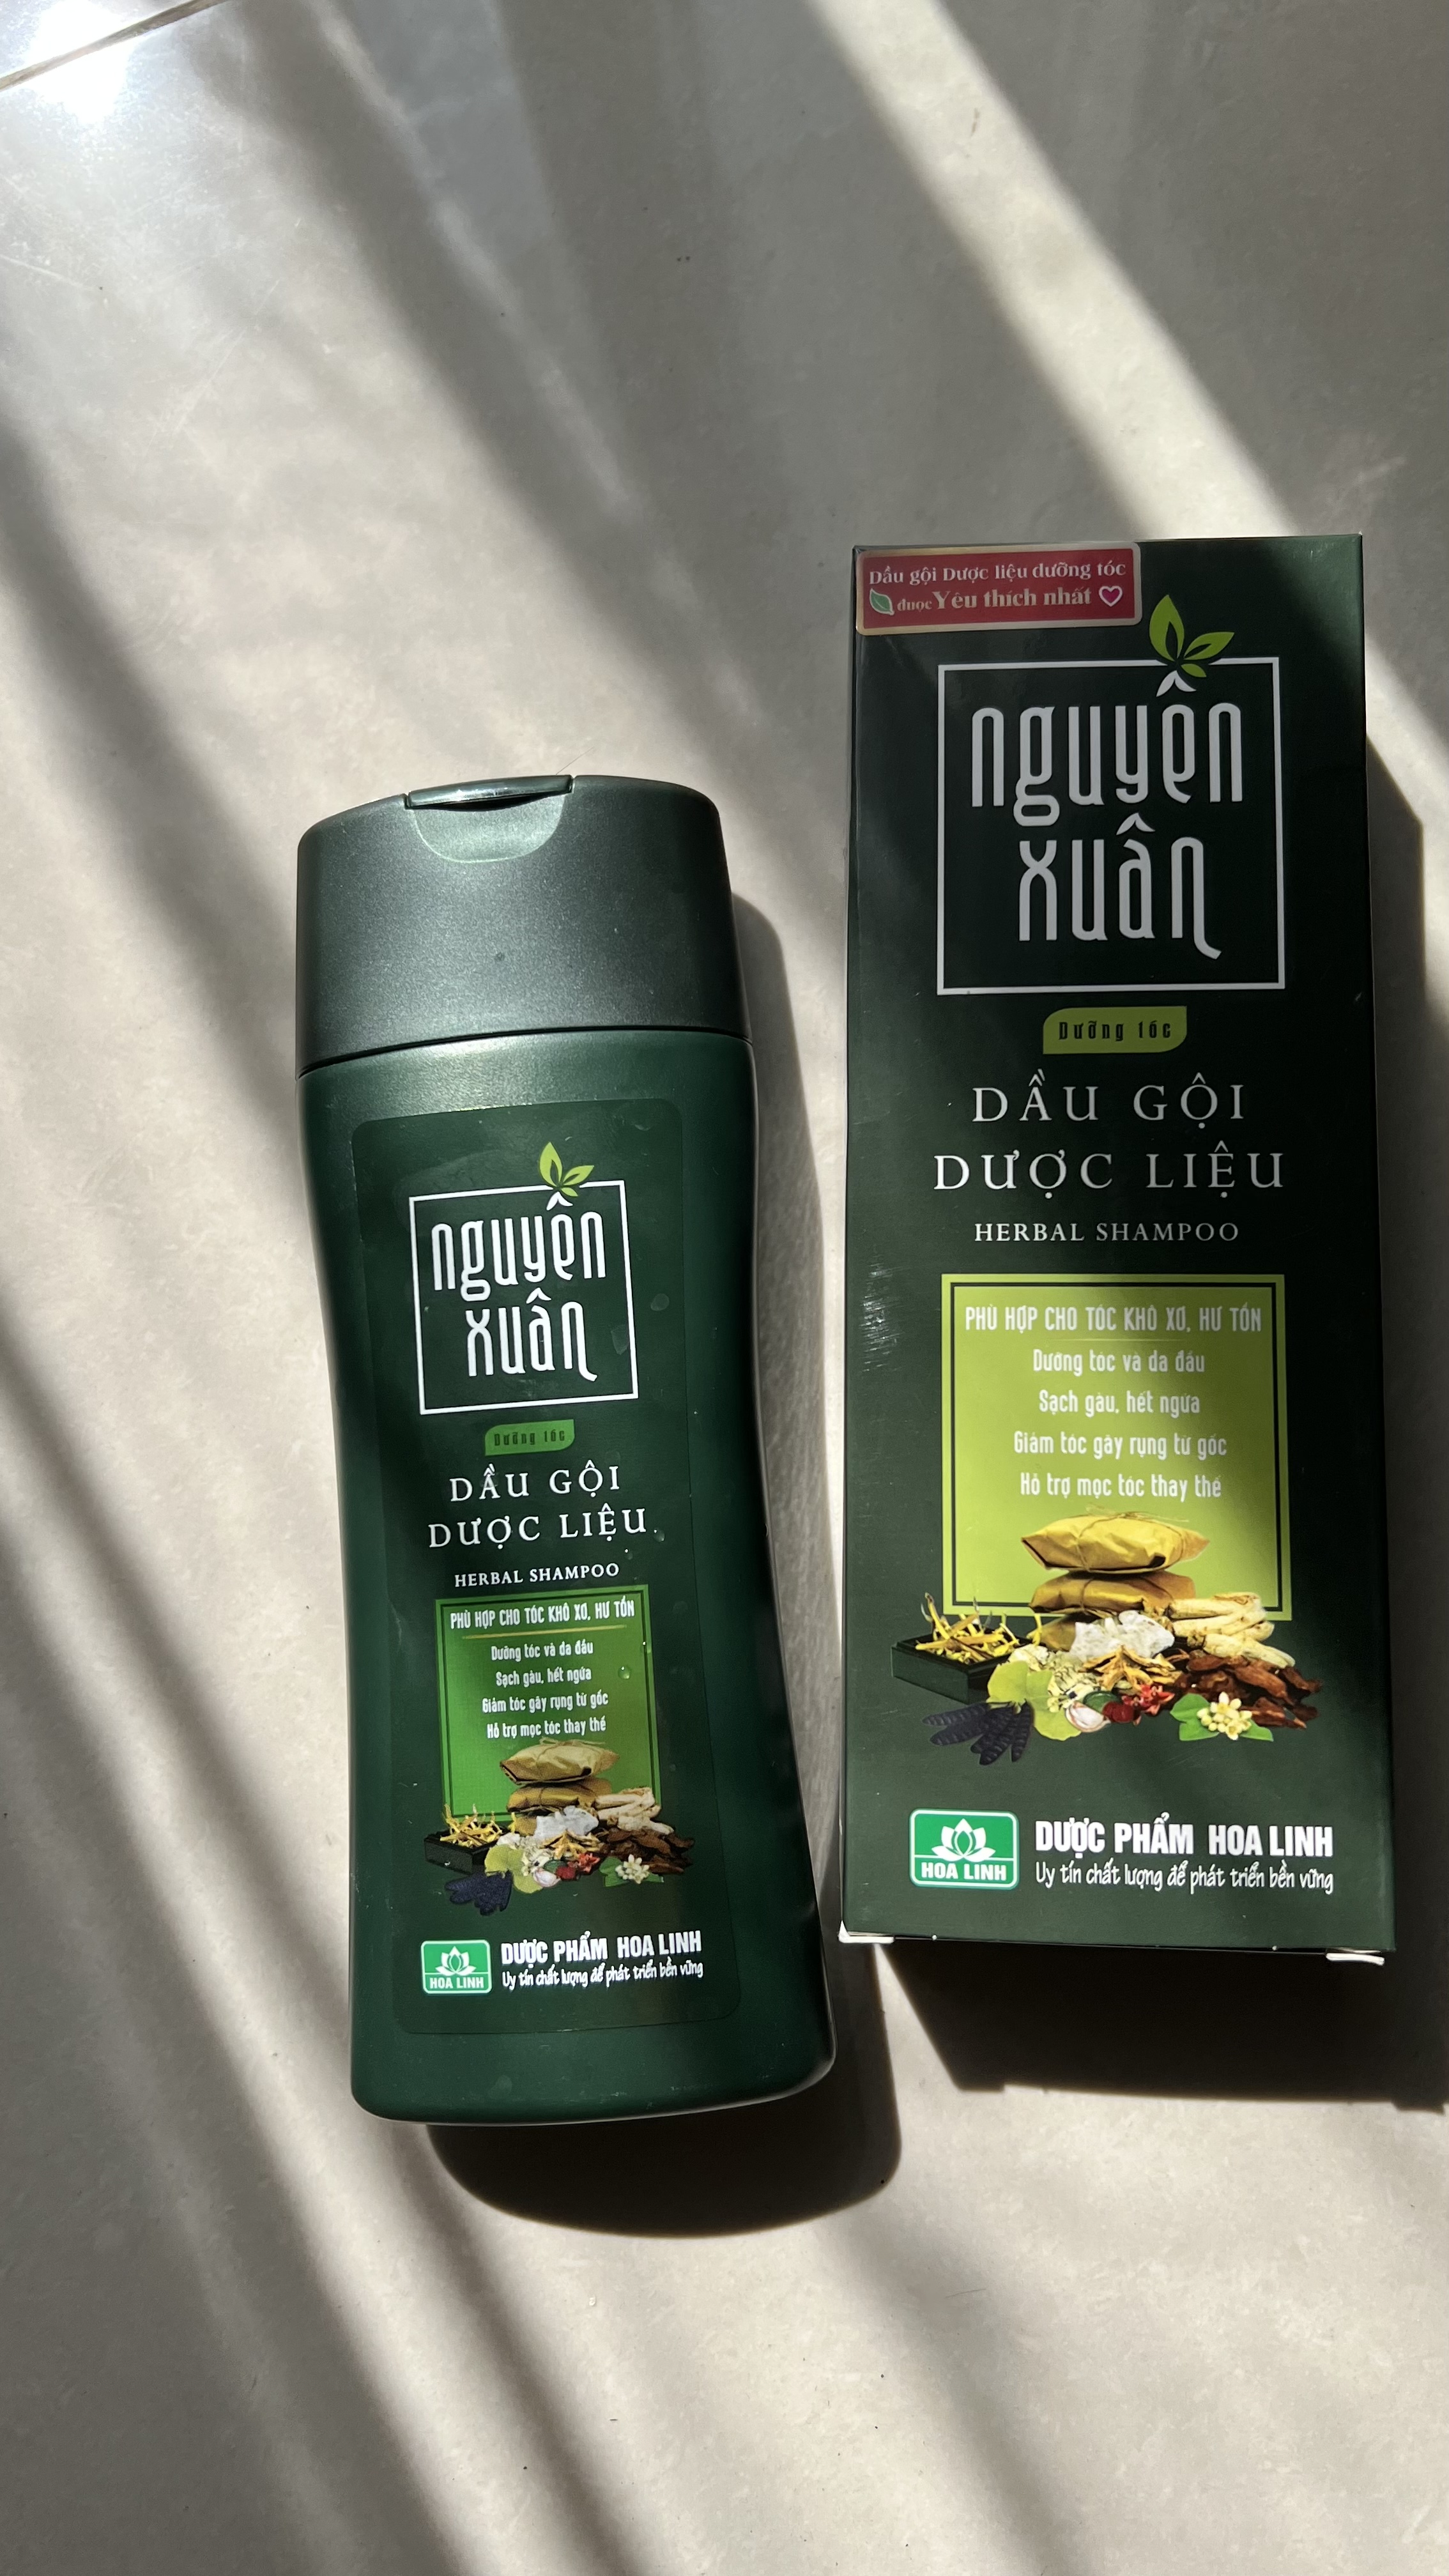 nguyên
xuân
Dưỡng tóc
DẦU GỘI
DƯỢC LIỆU
HERBAL SHAMPOO
PHÙ HỢP CHO TÓC KHÔ XƠ, HƯ TỔN
Dưỡng tóc và da đầu
Sạch gàu, hết ngứa
Giảm tóc gãy rụng từ gốc
Hỗ trợ mọc tóc thay thế
HOA LINH
DƯỢC PHẨM HOA LINH
Uy tín chất lượng để phát triển bền vững
Dầu gội Dược liệu dưỡng tóc
được Yêu thích nhất
nguyên
xuân
Dưỡng tóc
DẦU GỘI
DƯỢC LIỆU
HERBAL SHAMPOO
PHÙ HỢP CHO TÓC KHÔ XƠ, HƯ TỔN
Dưỡng tóc và da đầu
Sạch gàu, hết ngứa
Giảm tóc gãy rụng từ gốc
Hỗ trợ mọc tóc thay thế
HOA LINH
DƯỢC PHẨM HOA LINH
Uy tín chất lượng để phát triển bền vững